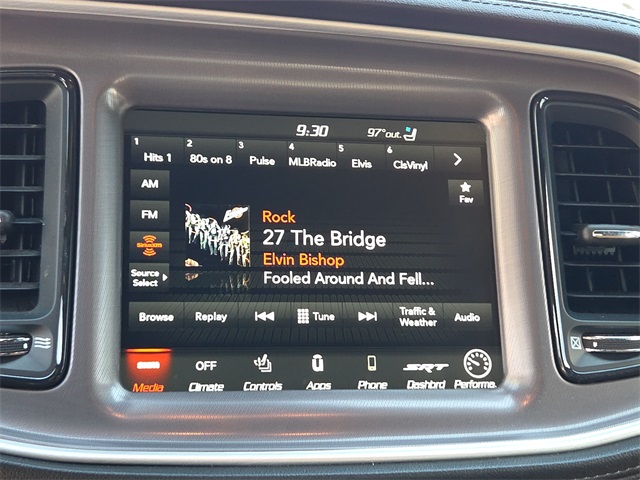 9:30 97°out.
1 2 3 4 5 6
Hits 1 80s on 8 Pulse MLBRadio Elvis ClsVinyl
AM
FM
SiriusXM
Source Select
Fav
Rock
27 The Bridge
Elvin Bishop
Fooled Around And Fell...
Browse Replay Tune Traffic & Weather Audio
OFF SRT
Media Climate Controls Apps Phone Dashbrd Performa.